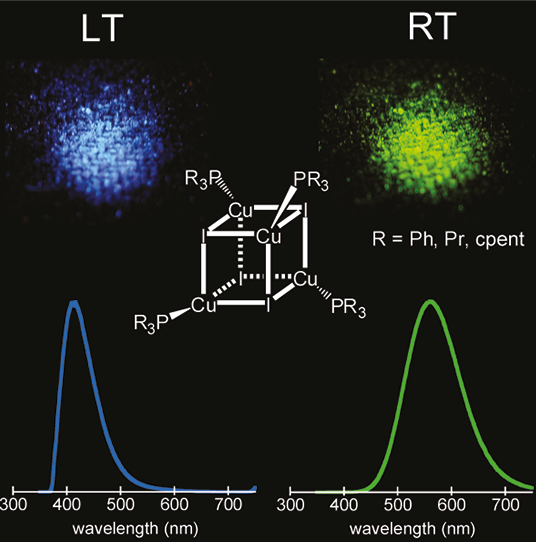 LT
RT
R₃P
PR₃
Cu
I
I
Cu
R = Ph, Pr, cpent
I
Cu
Cu
I
R₃P
PR₃
300 400 500 600 700
wavelength (nm)
300 400 500 600 700
wavelength (nm)